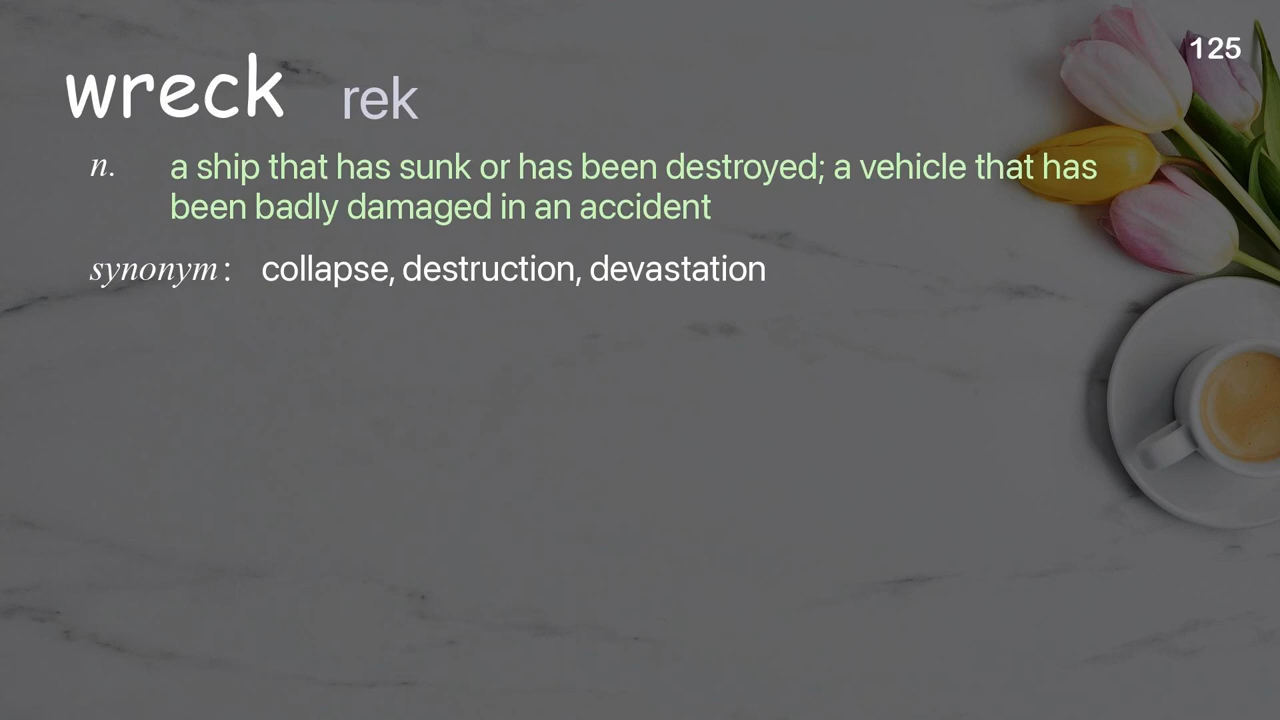 125
wreck rek
n. a ship that has sunk or has been destroyed; a vehicle that has
been badly damaged in an accident
synonym: collapse, destruction, devastation